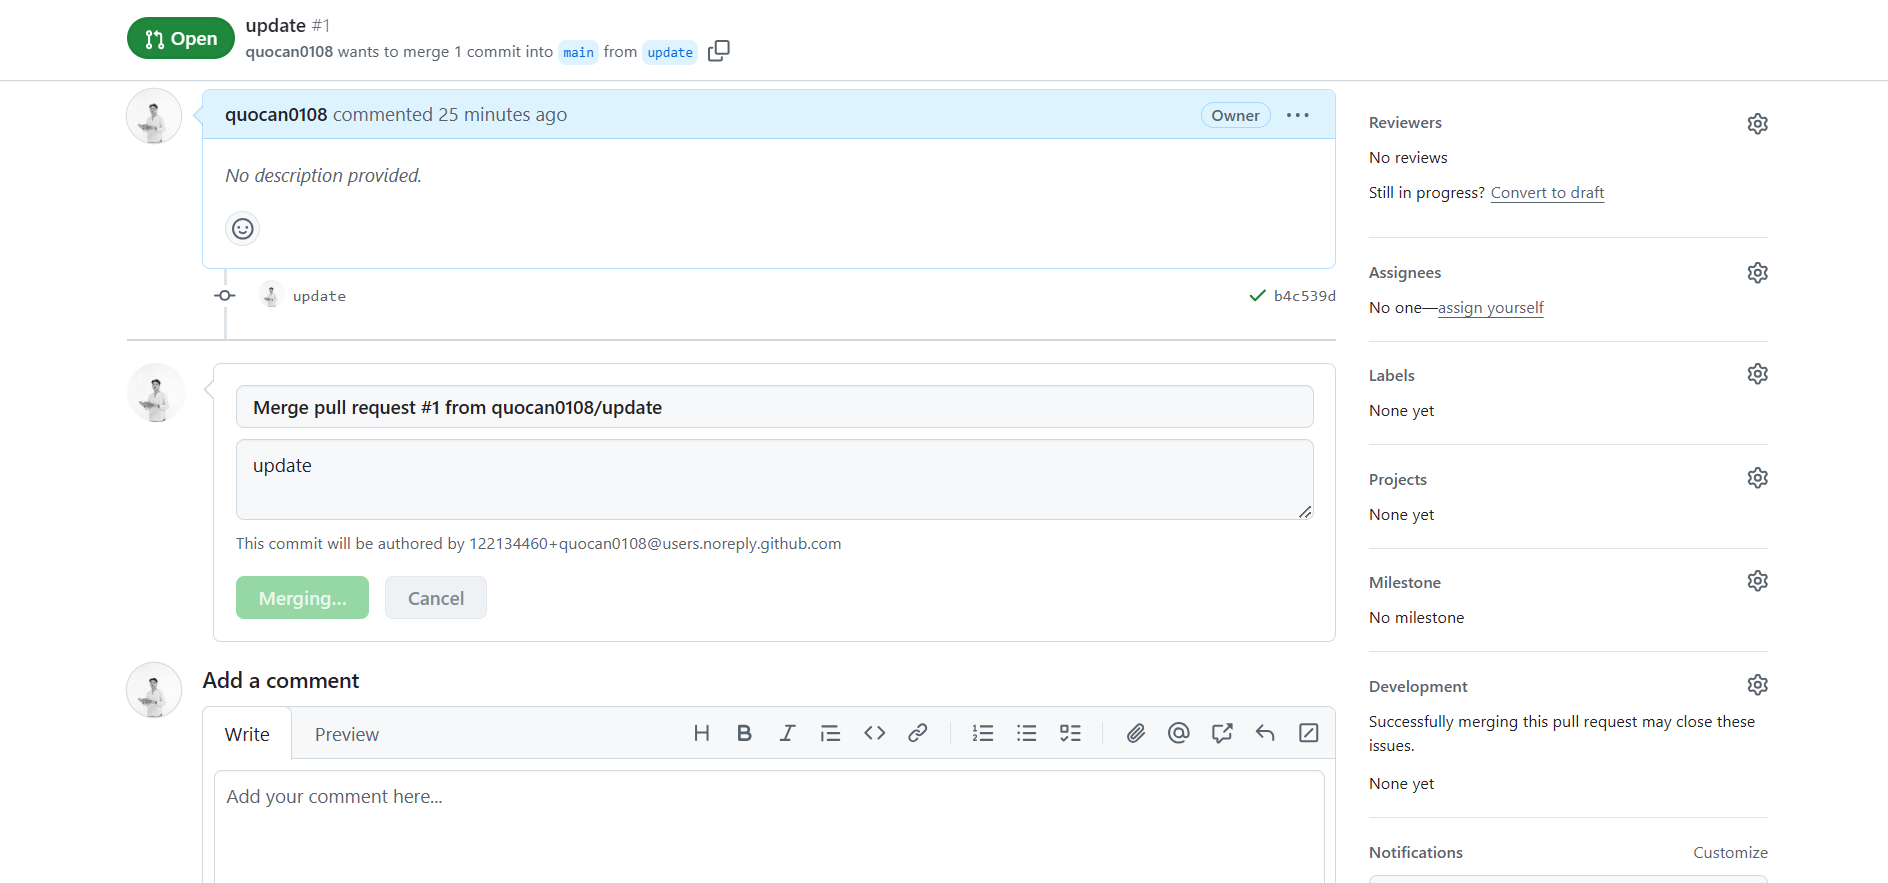 Open
update #1
quocan0108 wants to merge 1 commit into main from update
quocan0108 commented 25 minutes ago
Owner
No description provided.
update
b4c539d
Merge pull request #1 from quocan0108/update
update
This commit will be authored by 122134460+quocan0108@users.noreply.github.com
Merging...
Cancel
Add a comment
Write
Preview
Add your comment here...
Reviewers
No reviews
Still in progress? Convert to draft
Assignees
No one—assign yourself
Labels
None yet
Projects
None yet
Milestone
No milestone
Development
Successfully merging this pull request may close these
issues.
None yet
Notifications
Customize